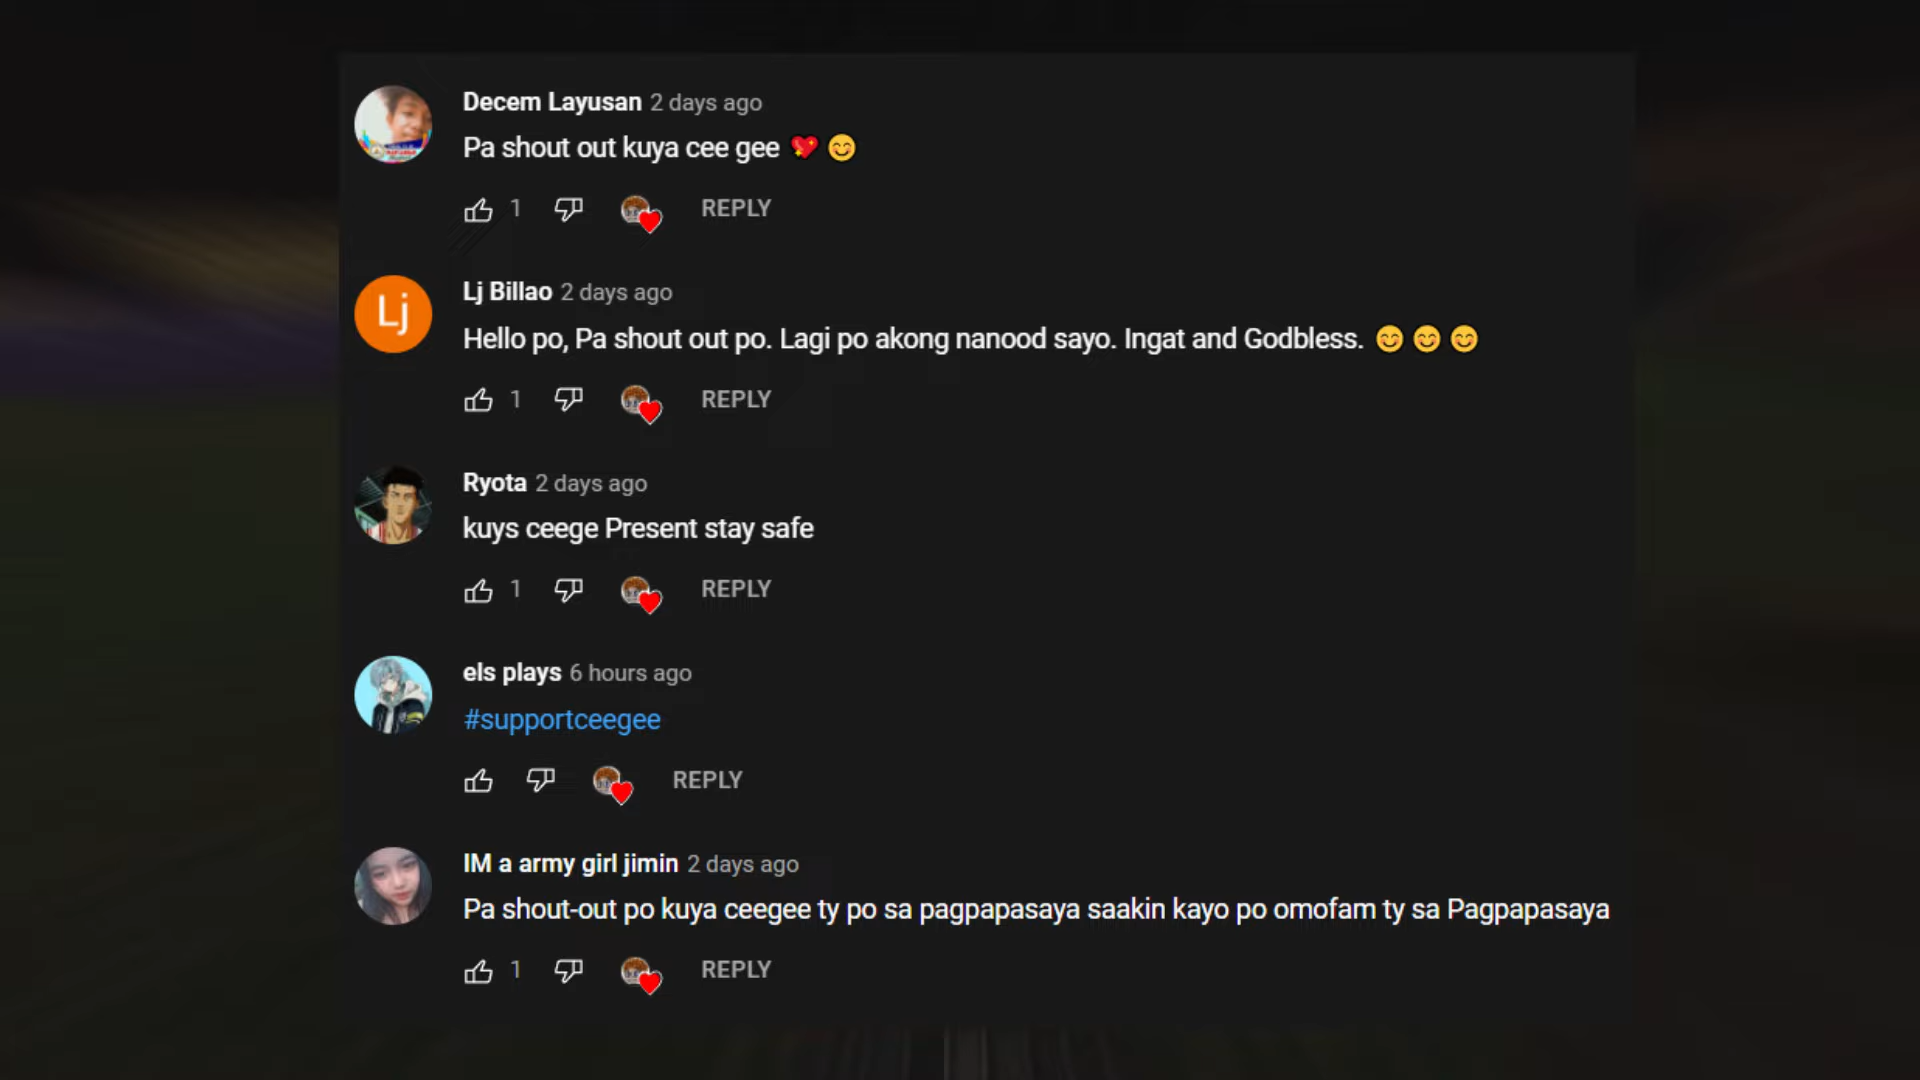 Decem Layusan 2 days ago
Pa shout out kuya cee gee 💖 😊
1 REPLY
Lj
Lj Billao 2 days ago
Hello po, Pa shout out po. Lagi po akong nanood sayo. Ingat and Godbless. 😊 😊 😊
1 REPLY
Ryota 2 days ago
kuys ceege Present stay safe
1 REPLY
els plays 6 hours ago
#supportceegee
REPLY
IM a army girl jimin 2 days ago
Pa shout-out po kuya ceegee ty po sa pagpapasaya saakin kayo po omofam ty sa Pagpapasaya
1 REPLY